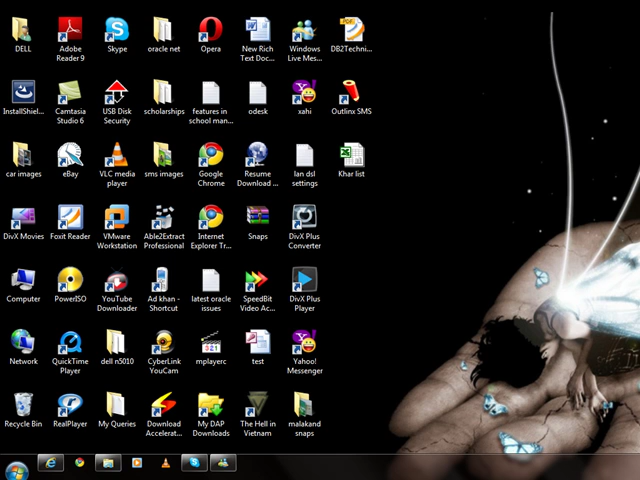 DELL
Adobe
Reader 9
Skype
oracle net
Opera
New Rich
Text Doc...
Windows
Live Mes...
DB2Techni...
InstallShiel...
Camtasia
Studio 6
USB Disk
Security
scholarships
features in
school man...
odesk
xahi
Outlinx SMS
car images
eBay
VLC media
player
sms images
Google
Chrome
Resume
Download ...
lan dsl
settings
Khar list
DivX Movies
Foxit Reader
VMware
Workstation
Able2Extract
Professional
Internet
Explorer Tr...
Snaps
DivX Plus
Converter
Computer
PowerISO
YouTube
Downloader
Ad khan -
Shortcut
latest oracle
issues
SpeedBit
Video Ac...
DivX Plus
Player
Network
QuickTime
Player
dell n5010
CyberLink
YouCam
321
mplayerc
test
Yahoo!
Messenger
Recycle Bin
RealPlayer
My Queries
Download
Accelerat...
My DAP
Downloads
The Hell in
Vietnam
malakand
snaps